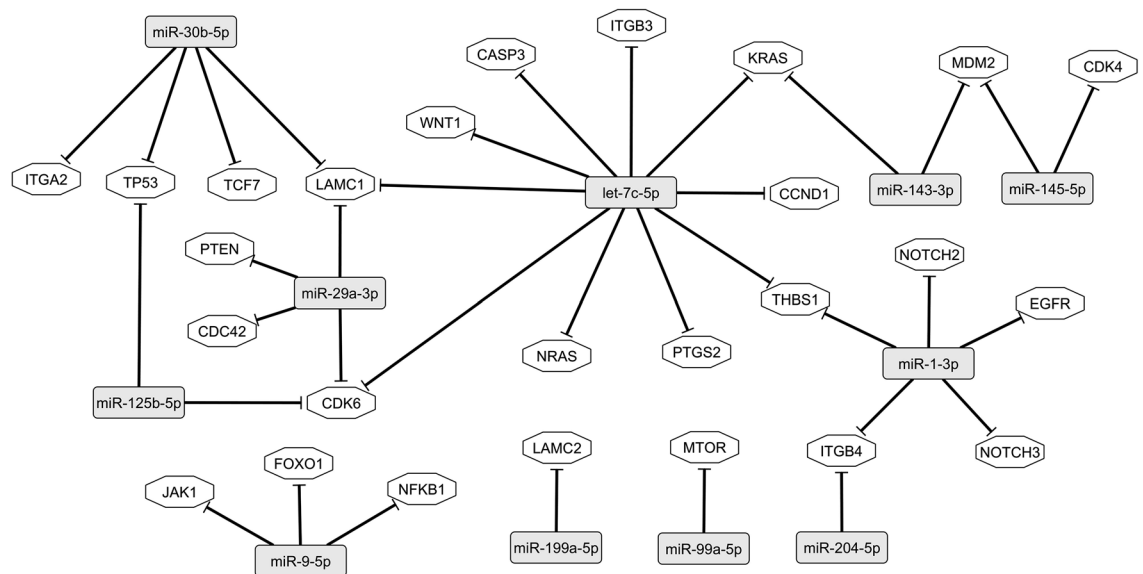 miR-30b-5p
ITGB3
CASP3
KRAS
MDM2
CDK4
WNT1
ITGA2
TP53
TCF7
LAMC1
let-7c-5p
CCND1
miR-143-3p
miR-145-5p
PTEN
NOTCH2
miR-29a-3p
THBS1
EGFR
CDC42
NRAS
PTGS2
miR-1-3p
miR-125b-5p
CDK6
FOXO1
LAMC2
MTOR
ITGB4
NOTCH3
JAK1
NFKB1
miR-9-5p
miR-199a-5p
miR-99a-5p
miR-204-5p